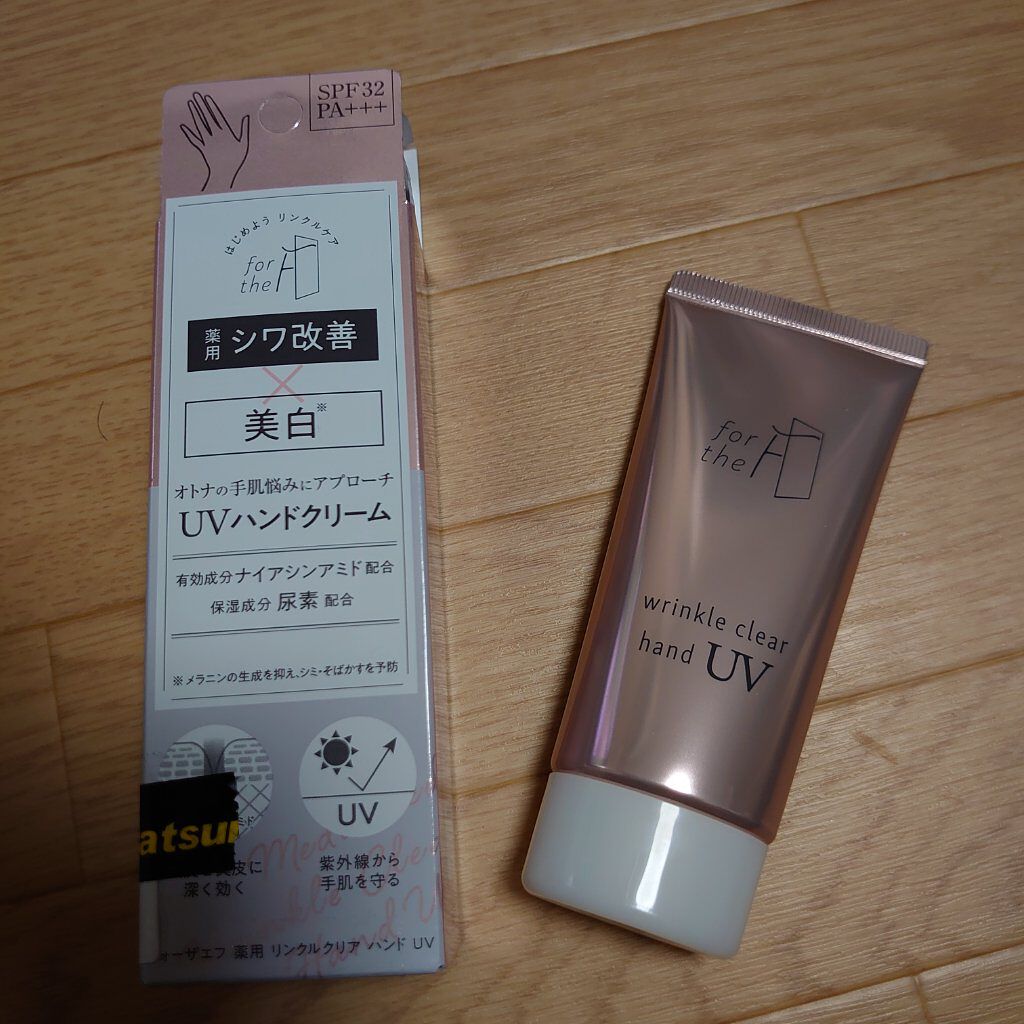 SPF32
PA+++
はじめよう リンクルケア
for
the F
薬用 シワ改善
×
美白※
オトナの手肌悩みにアプローチ
UVハンドクリーム
有効成分ナイアシンアミド配合
保湿成分 尿素 配合
※メラニンの生成を抑え、シミ・そばかすを予防
UV
atsu
深く効く
紫外線から
手肌を守る
ォーザエフ 薬用 リンクルクリア ハンド UV
for
the F
wrinkle clear
hand UV